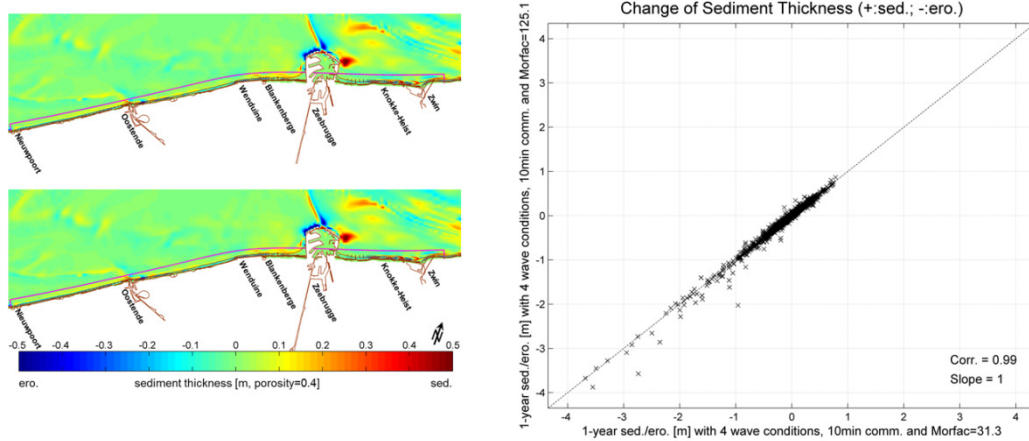 Nieuwpoort
Oostende
Wenduine
Blankenberge
Zeebrugge
Knokke-Heist
Zwin
Nieuwpoort
Oostende
Wenduine
Blankenberge
Zeebrugge
Knokke-Heist
Zwin
N
-0.5 -0.4 -0.3 -0.2 -0.1 0 0.1 0.2 0.3 0.4 0.5
ero. sediment thickness [m, porosity=0.4] sed.
Change of Sediment Thickness (+:sed.; -:ero.)
1-year sed./ero. [m] with 4 wave conditions, 10min comm. and Morfac=125.1
4
3
2
1
0
-1
-2
-3
-4
Corr. = 0.99
Slope = 1
-4 -3 -2 -1 0 1 2 3 4
1-year sed./ero. [m] with 4 wave conditions, 10min comm. and Morfac=31.3